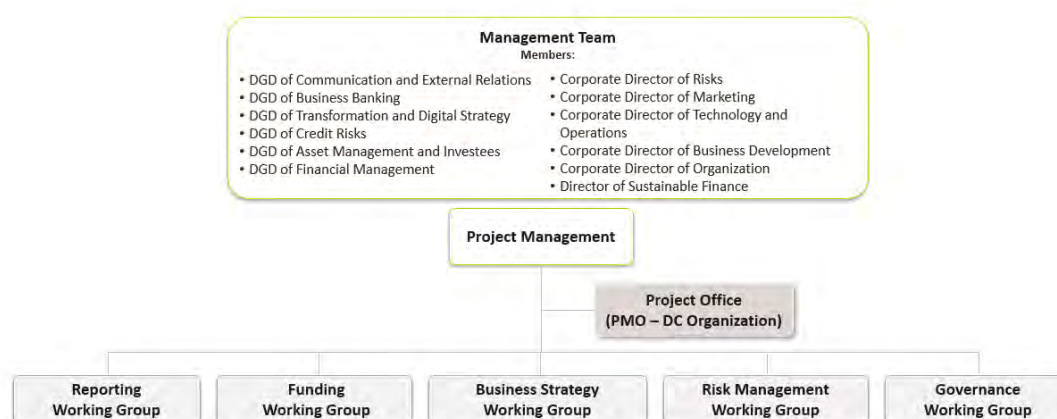 Management Team
Members:
• DGD of Communication and External Relations
• DGD of Business Banking
• DGD of Transformation and Digital Strategy
• DGD of Credit Risks
• DGD of Asset Management and Investees
• DGD of Financial Management
• Corporate Director of Risks
• Corporate Director of Marketing
• Corporate Director of Technology and
Operations
• Corporate Director of Business Development
• Corporate Director of Organization
• Director of Sustainable Finance
Project Management
Project Office
(PMO – DC Organization)
Reporting
Working Group
Funding
Working Group
Business Strategy
Working Group
Risk Management
Working Group
Governance
Working Group